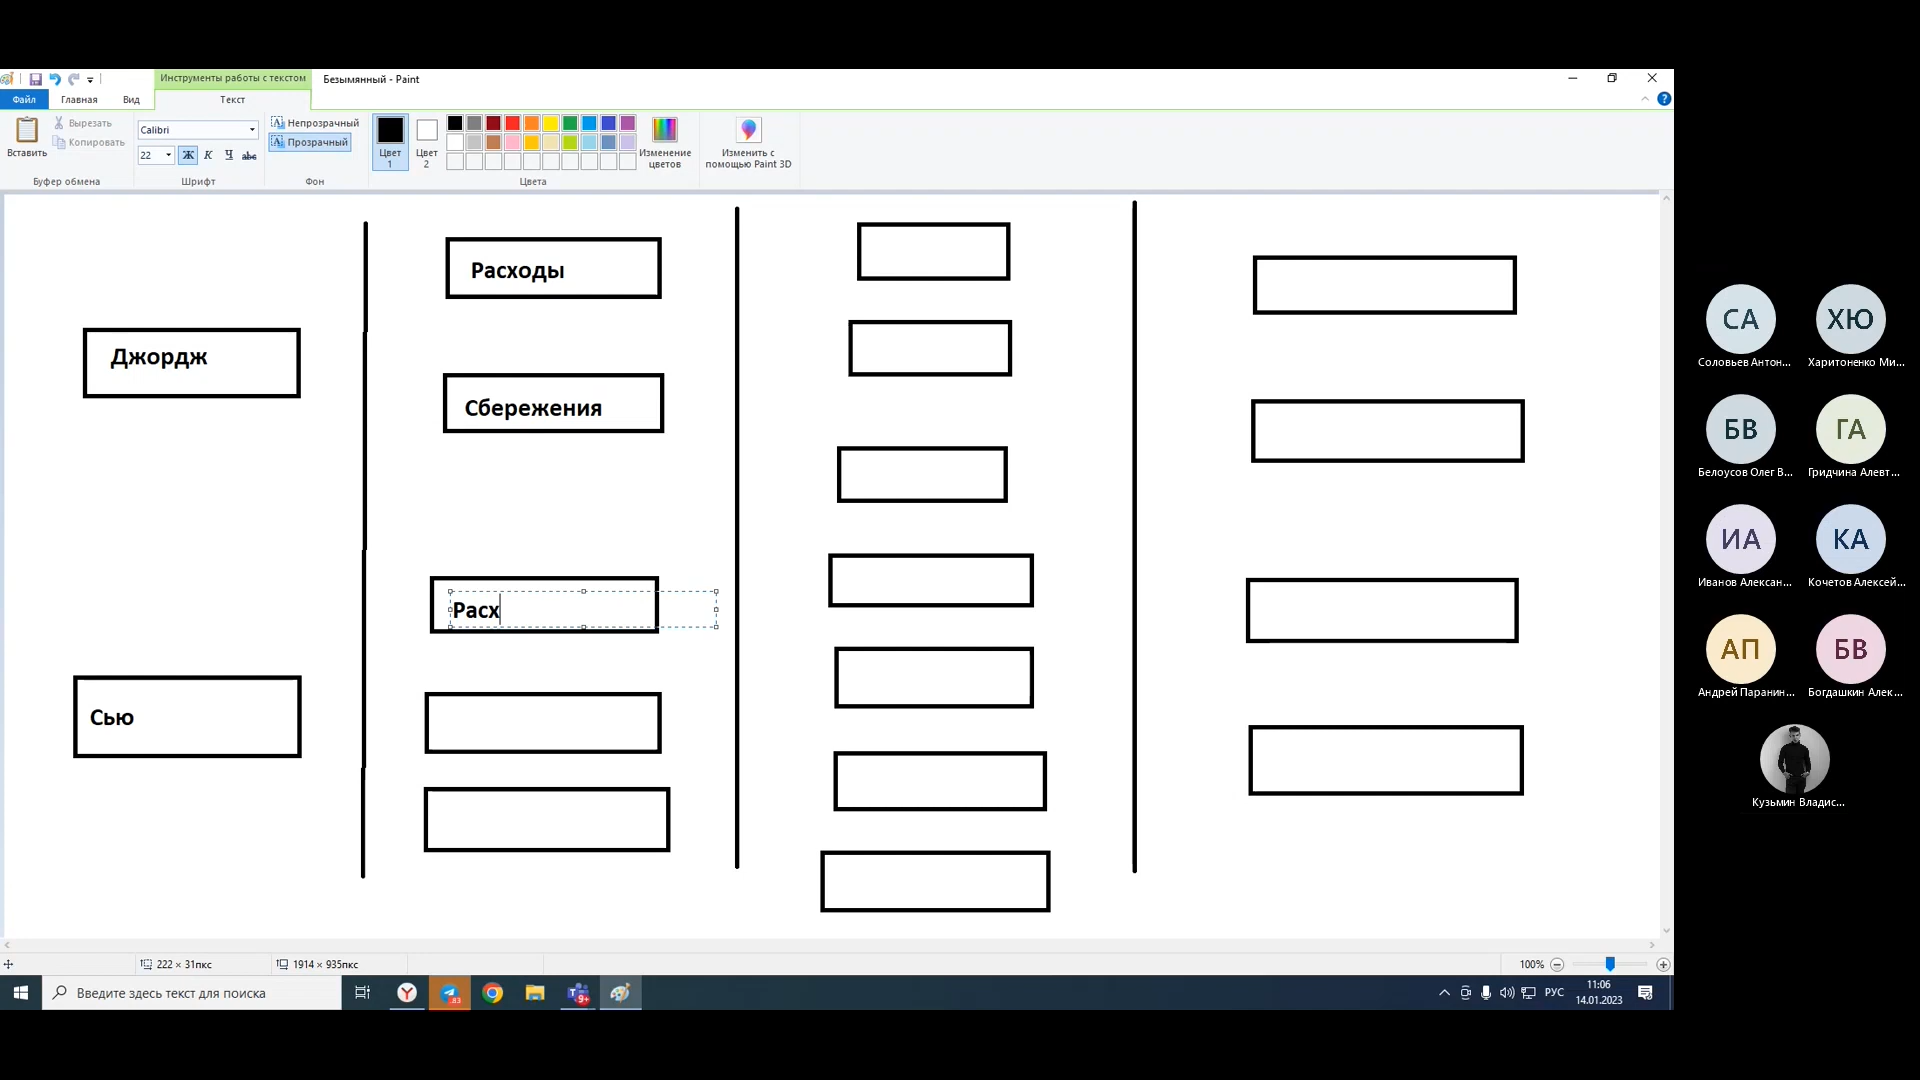 Инструменты работы с текстом
Безымянный - Paint
Файл
Главная
Вид
Текст
Вставить
Вырезать
Копировать
Буфер обмена
Calibri
22
Ж К Ч abc
Шрифт
Непрозрачный
Прозрачный
Фон
Цвет 1
Цвет 2
Цвета
Изменение цветов
Изменить с помощью Paint 3D
Расходы
Джордж
Сбережения
Расх
Сью
СА
Соловьев Антон...
ХЮ
Харитоненко Ми...
БВ
Белоусов Олег В...
ГА
Гридчина Алевт...
ИА
Иванов Алексан...
КА
Кочетов Алексей...
АП
Андрей Паранин...
БВ
Богдашкин Алек...
Кузьмин Владис...
222 × 31пкс
1914 × 935пкс
100%
Введите здесь текст для поиска
83
9+
РУС
11:06
14.01.2023